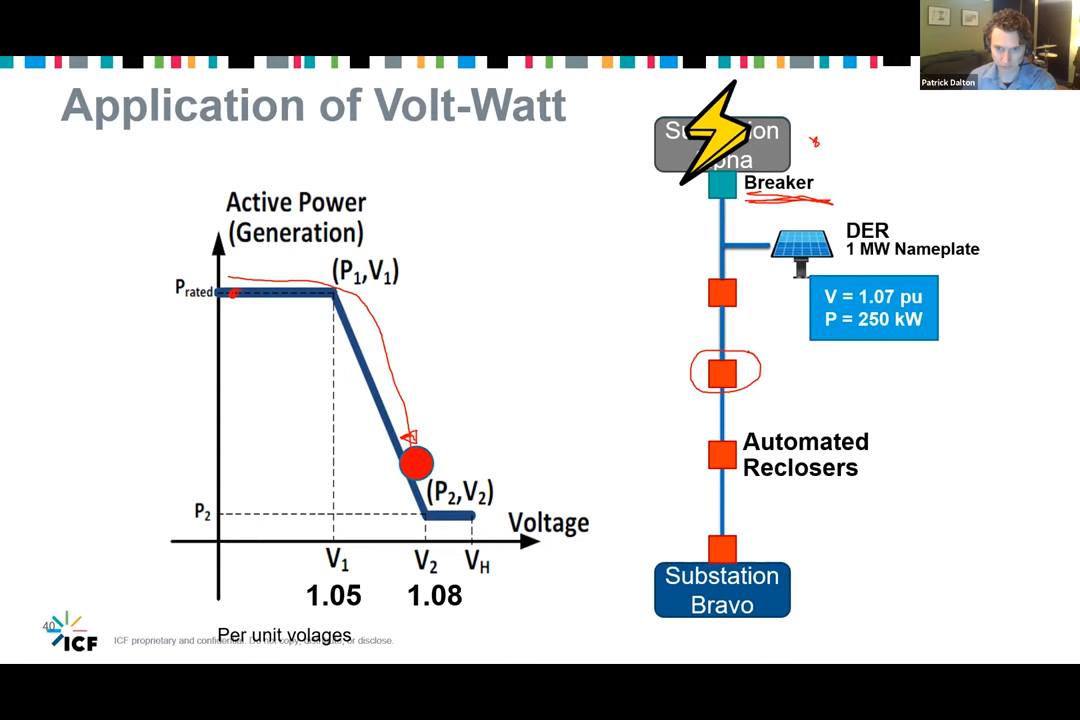 Patrick Dalton
Application of Volt-Watt
Active Power
(Generation)
Prated
(P1,V1)
P2
(P2,V2)
Voltage
V1
V2
VH
1.05
1.08
Per unit volages
40
ICF
ICF proprietary and confidential. Do not copy, distribute, or disclose.
Breaker
DER
1 MW Nameplate
V = 1.07 pu
P = 250 kW
Automated
Reclosers
Substation
Bravo